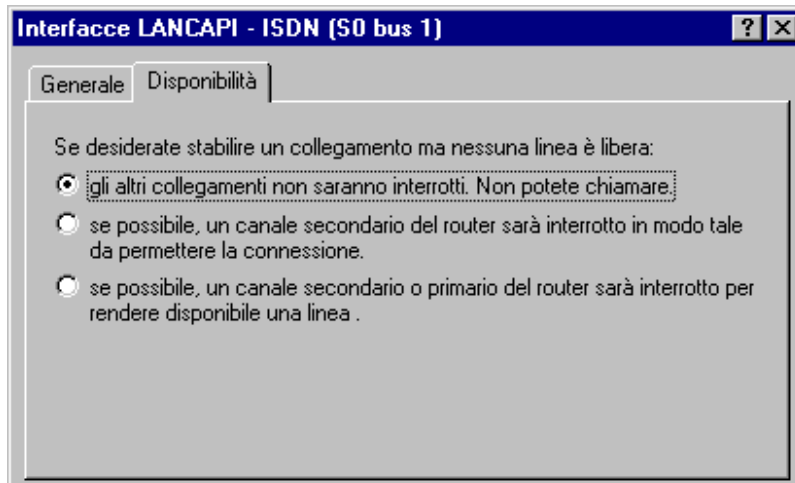 Interfacce LANCAPI - ISDN (S0 bus 1)
Generale
Disponibilità
Se desiderate stabilire un collegamento ma nessuna linea è libera:
gli altri collegamenti non saranno interrotti. Non potete chiamare.
se possibile, un canale secondario del router sarà interrotto in modo tale
da permettere la connessione.
se possibile, un canale secondario o primario del router sarà interrotto per
rendere disponibile una linea .